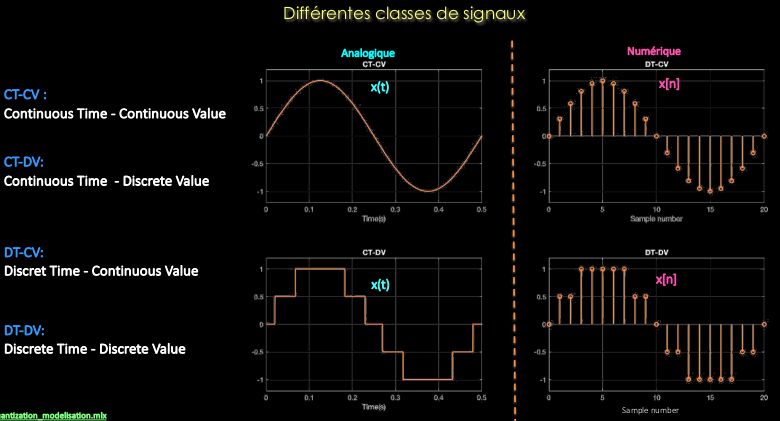 Différentes classes de signaux
Analogique
CT-CV
x(t)
1
0.5
0
-0.5
-1
0 0.1 0.2 0.3 0.4 0.5
Time(s)
Numérique
DT-CV
x[n]
1
0.5
0
-0.5
-1
0 5 10 15 20
Sample number
CT-CV :
Continuous Time - Continuous Value
CT-DV:
Continuous Time - Discrete Value
DT-CV:
Discret Time - Continuous Value
DT-DV:
Discrete Time - Discrete Value
CT-DV
x(t)
1
0.5
0
-0.5
-1
0 0.1 0.2 0.3 0.4 0.5
Time(s)
DT-DV
x[n]
1
0.5
0
-0.5
-1
0 5 10 15 20
Sample number
antization_modelisation.mlx